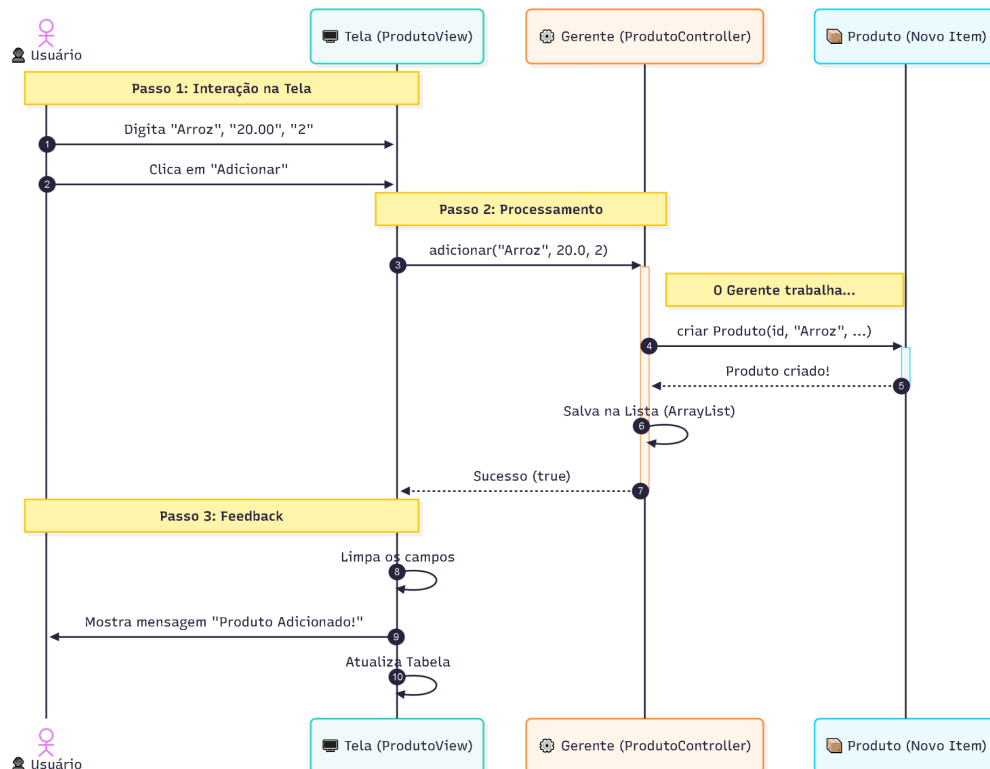 Usuário
Tela (ProdutoView)
Gerente (ProdutoController)
Produto (Novo Item)
Passo 1: Interação na Tela
Digita "Arroz", "20.00", "2"
1
Clica em "Adicionar"
2
Passo 2: Processamento
adicionar("Arroz", 20.0, 2)
3
O Gerente trabalha...
criar Produto(id, "Arroz", ...)
4
Produto criado!
5
Salva na Lista (ArrayList)
6
Sucesso (true)
7
Passo 3: Feedback
Limpa os campos
8
Mostra mensagem "Produto Adicionado!"
9
Atualiza Tabela
10
Usuário
Tela (ProdutoView)
Gerente (ProdutoController)
Produto (Novo Item)